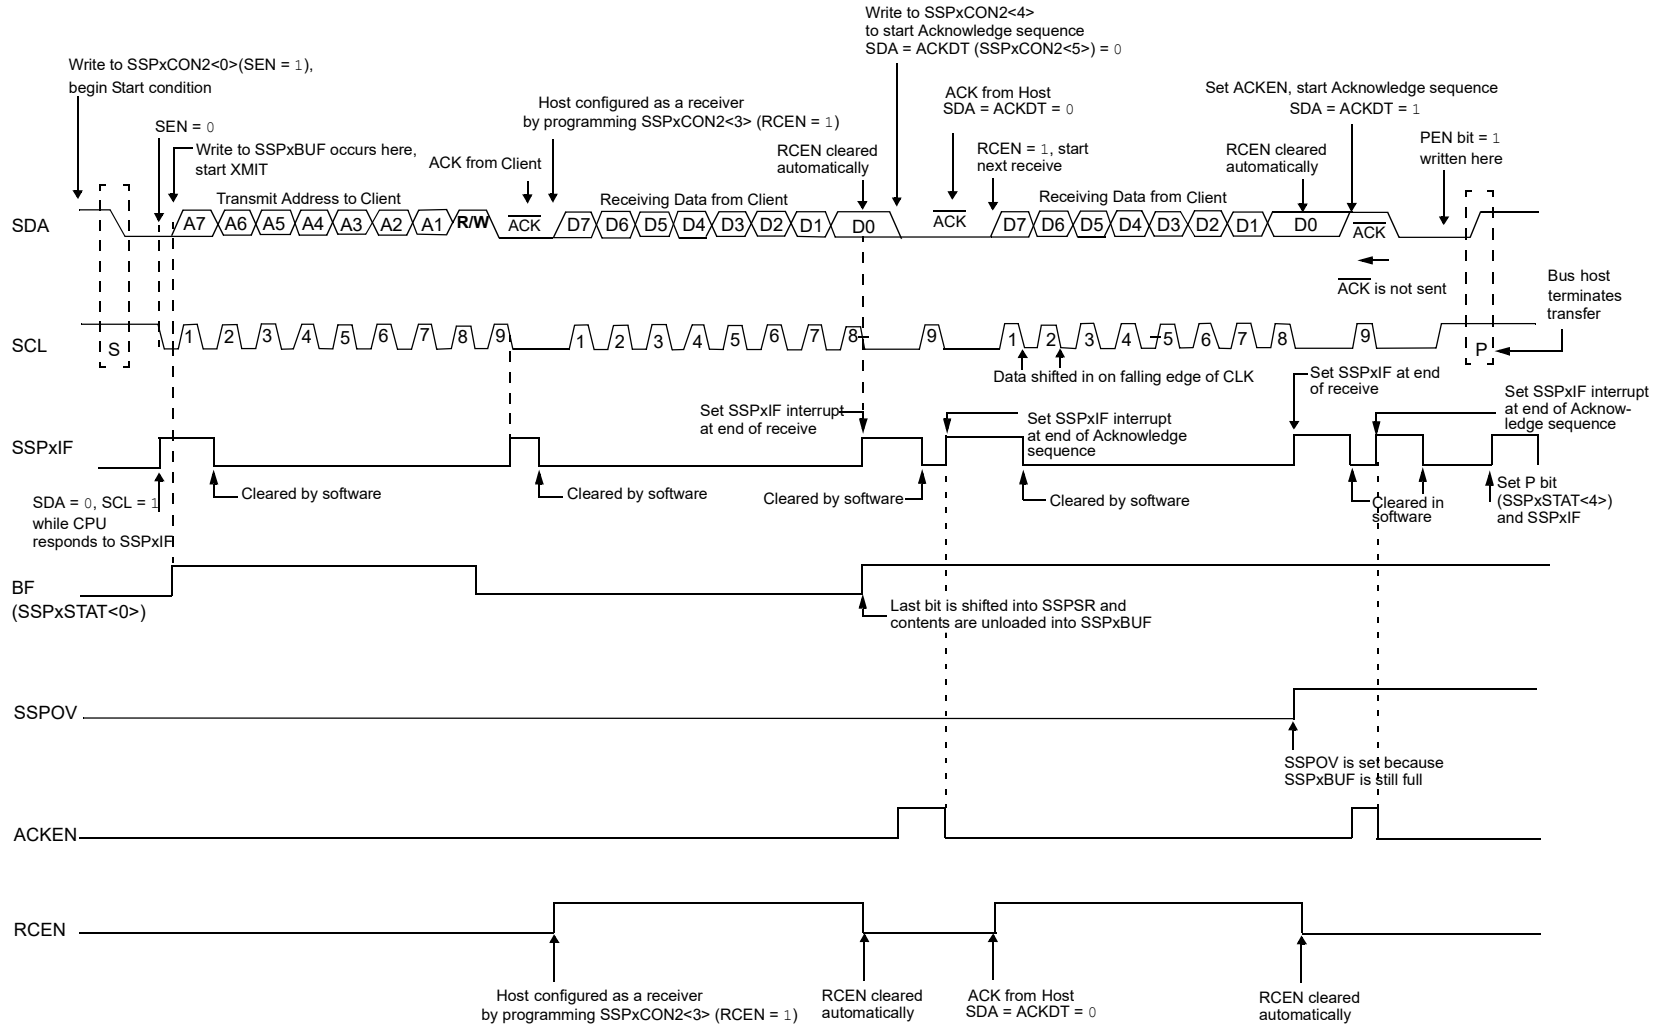 Write to SSPxCON2<4>
to start Acknowledge sequence
SDA = ACKDT (SSPxCON2<5>) = 0
Write to SSPxCON2<0>(SEN = 1),
begin Start condition
SEN = 0
Write to SSPxBUF occurs here,
start XMIT
ACK from Client
Host configured as a receiver
by programming SSPxCON2<3> (RCEN = 1)
RCEN cleared
automatically
ACK from Host
SDA = ACKDT = 0
RCEN = 1, start
next receive
Set ACKEN, start Acknowledge sequence
SDA = ACKDT = 1
RCEN cleared
automatically
PEN bit = 1
written here
Transmit Address to Client
Receiving Data from Client
Receiving Data from Client
SDA
A7 A6 A5 A4 A3 A2 A1 R/W ACK D7 D6 D5 D4 D3 D2 D1 D0 ACK D7 D6 D5 D4 D3 D2 D1 D0 ACK
ACK is not sent
Bus host
terminates
transfer
SCL
S 1 2 3 4 5 6 7 8 9 1 2 3 4 5 6 7 8 9 1 2 3 4 5 6 7 8 9 P
Data shifted in on falling edge of CLK
Set SSPxIF at end
of receive
Set SSPxIF interrupt
at end of receive
Set SSPxIF interrupt
at end of Acknowledge
sequence
Set SSPxIF interrupt
at end of Acknow-
ledge sequence
SSPxIF
SDA = 0, SCL = 1
while CPU
responds to SSPxIF
Cleared by software
Cleared by software
Cleared by software
Cleared by software
Cleared in
software
Set P bit
(SSPxSTAT<4>)
and SSPxIF
BF
(SSPxSTAT<0>)
Last bit is shifted into SSPSR and
contents are unloaded into SSPxBUF
SSPOV
SSPOV is set because
SSPxBUF is still full
ACKEN
RCEN
Host configured as a receiver
by programming SSPxCON2<3> (RCEN = 1)
RCEN cleared
automatically
ACK from Host
SDA = ACKDT = 0
RCEN cleared
automatically